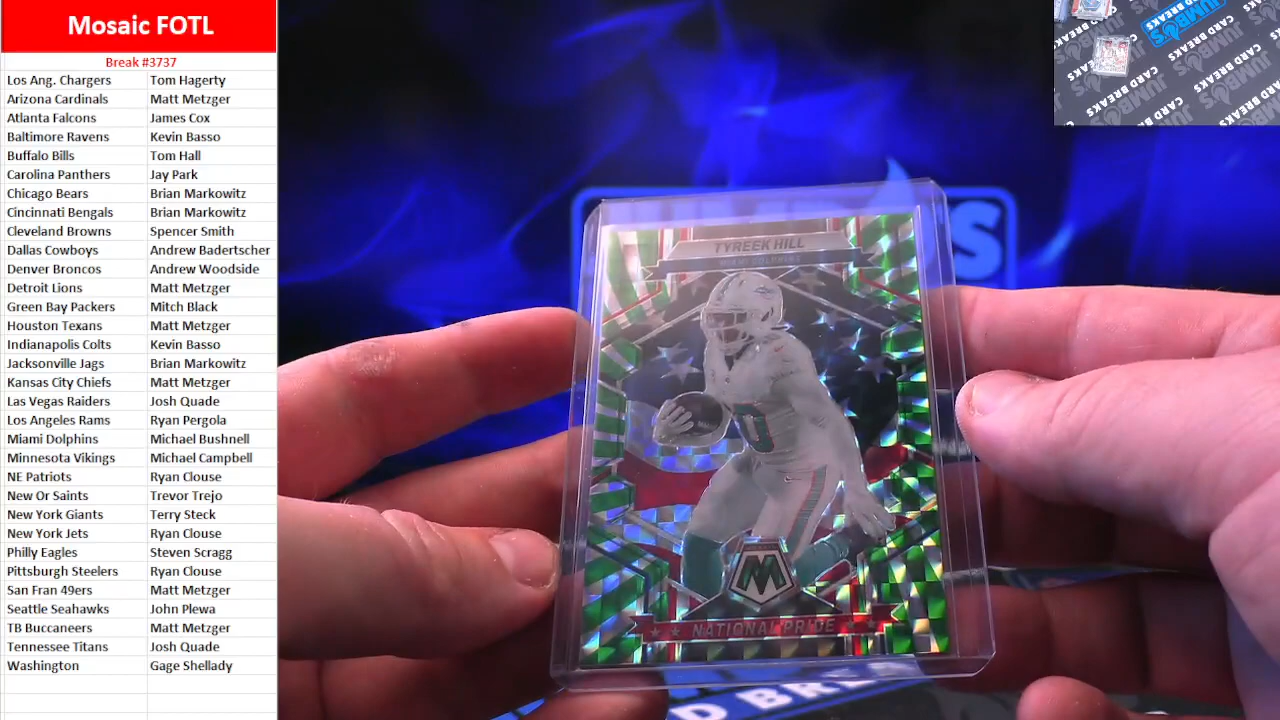 Mosaic FOTL
Break #3737
Los Ang. Chargers Tom Hagerty
Arizona Cardinals Matt Metzger
Atlanta Falcons James Cox
Baltimore Ravens Kevin Basso
Buffalo Bills Tom Hall
Carolina Panthers Jay Park
Chicago Bears Brian Markowitz
Cincinnati Bengals Brian Markowitz
Cleveland Browns Spencer Smith
Dallas Cowboys Andrew Badertscher
Denver Broncos Andrew Woodside
Detroit Lions Matt Metzger
Green Bay Packers Mitch Black
Houston Texans Matt Metzger
Indianapolis Colts Kevin Basso
Jacksonville Jags Brian Markowitz
Kansas City Chiefs Matt Metzger
Las Vegas Raiders Josh Quade
Los Angeles Rams Ryan Pergola
Miami Dolphins Michael Bushnell
Minnesota Vikings Michael Campbell
NE Patriots Ryan Clouse
New Or Saints Trevor Trejo
New York Giants Terry Steck
New York Jets Ryan Clouse
Philly Eagles Steven Scragg
Pittsburgh Steelers Ryan Clouse
San Fran 49ers Matt Metzger
Seattle Seahawks John Plewa
TB Buccaneers Matt Metzger
Tennessee Titans Josh Quade
Washington Gage Shellady
TYREEK HILL
MIAMI DOLPHINS
M
NATIONAL PRIDE
JUMBO'S
CARD BREAKS